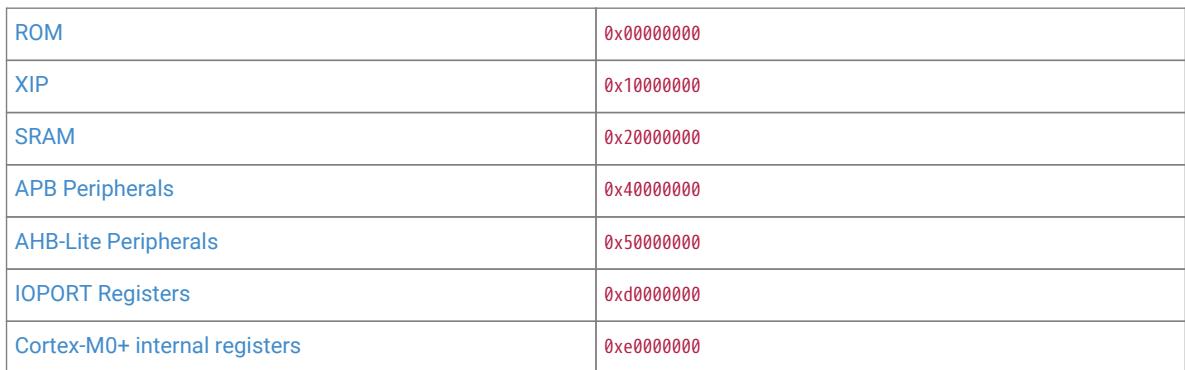 ROM 0x00000000
XIP 0x10000000
SRAM 0x20000000
APB Peripherals 0x40000000
AHB-Lite Peripherals 0x50000000
IOPORT Registers 0xd0000000
Cortex-M0+ internal registers 0xe0000000